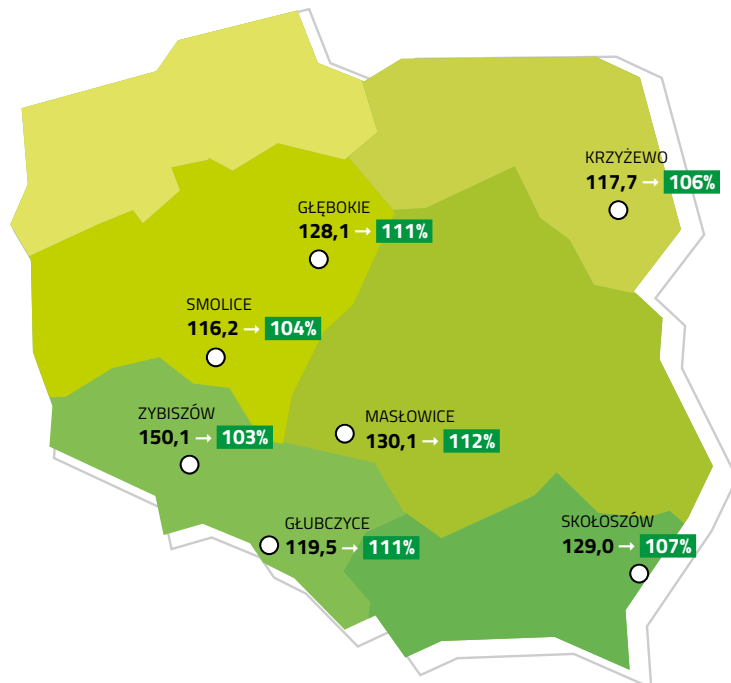 KRZYŻEWO
117,7 → 106%
GŁĘBOKIE
128,1 → 111%
SMOLICE
116,2 → 104%
ZYBISZÓW
150,1 → 103%
MASŁOWICE
130,1 → 112%
GŁUBCZYCE
119,5 → 111%
SKOŁOSZÓW
129,0 → 107%